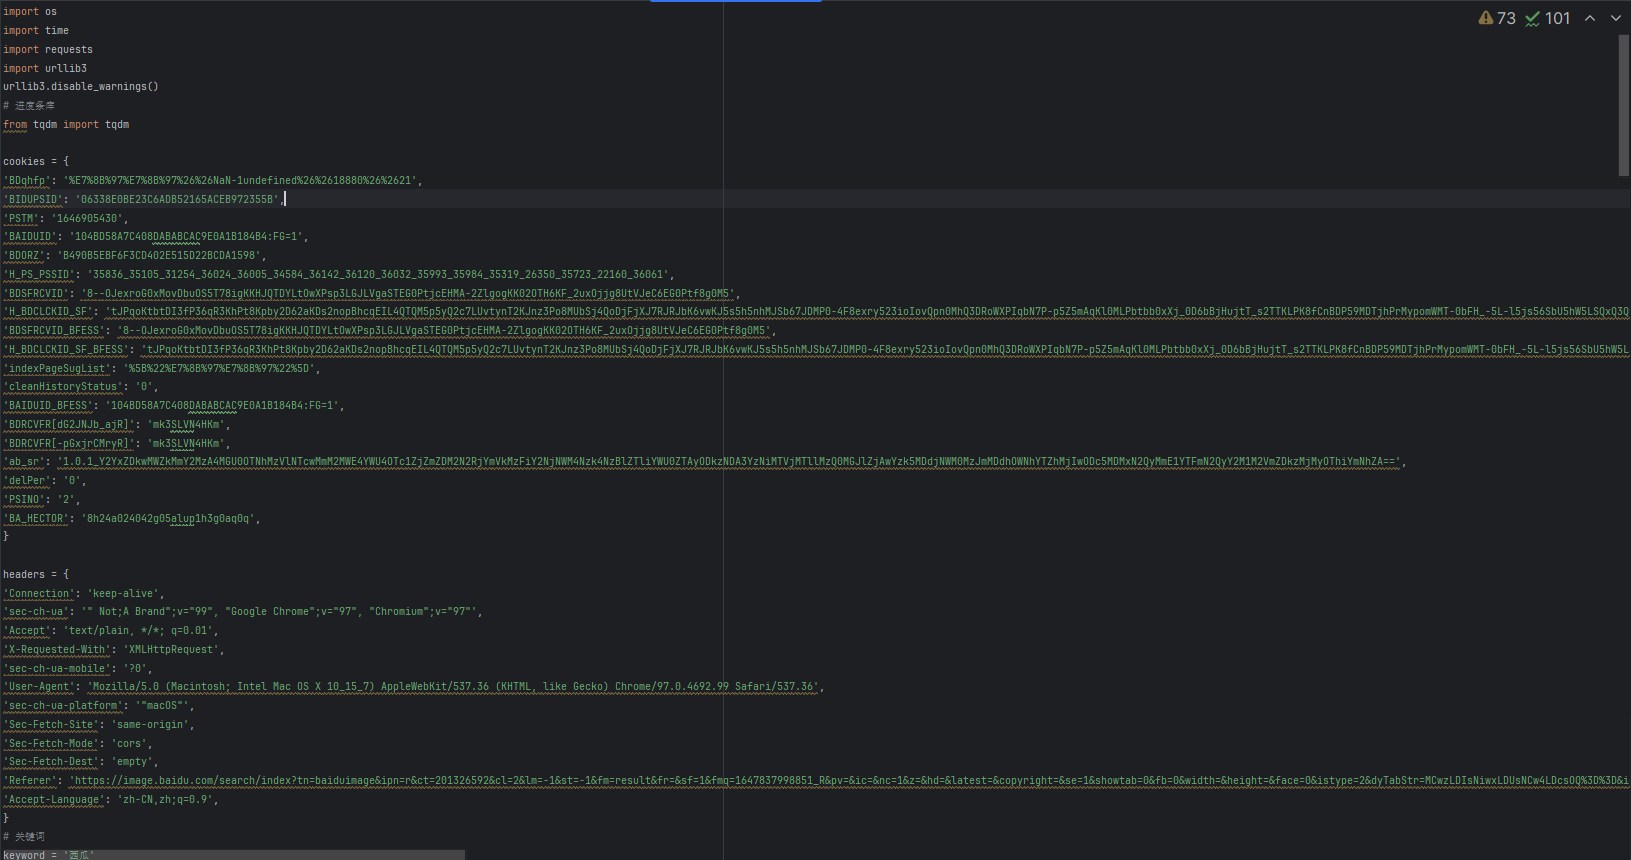 import os
73 101
import time
import requests
import urllib3
urllib3.disable_warnings()
# 进度条库
from tqdm import tqdm
cookies = {
'BDqhfp': '%E7%8B%97%E7%8B%97%26%26NaN-1undefined%26%2618880%26%2621',
'BIDUPSID': '06338E0BE23C6ADB52165ACEB972355B',
'PSTM': '1646905430',
'BAIDUID': '104BD58A7C408DABABCAC9E0A1B184B4:FG=1',
'BDORZ': 'B490B5EBF6F3CD402E515D22BCDA1598',
'H_PS_PSSID': '35836_35105_31254_36024_36005_34584_36142_36120_36032_35993_35984_35319_26350_35723_22160_36061',
'BDSFRCVID': '8--OJexroG0xMovDbuOS5T78igKKHJQTDYLtOwXPsp3LGJLVgaSTEG0PtjcEHMA-2ZlgogKK02OTH6KF_2uxOjjg8UtVJeC6EG0Ptf8g0M5',
'H_BDCLCKID_SF': 'tJPqoKtbtDI3fP36qR3KhPt8Kpby2D62aKDs2nopBhcqEIL4QTQM5p5yQ2c7LUvtynT2KJnz3Po8MUbSj4QoDjFjXJ7RJRJbK6vwKJ5s5h5nhMJSb67JDMP0-4F8exry523ioIovQpn0MhQ3DRoWXPIqbN7P-p5Z5mAqKl0MLPbtbb0xXj_0D6bBjHujtT_s2TTKLPK8fCnBDP59MDTjhPrMypomWMT-0bFH_-5L-l5js56SbU5hW5LSQxQ3Q
'BDSFRCVID_BFESS': '8--OJexroG0xMovDbuOS5T78igKKHJQTDYLtOwXPsp3LGJLVgaSTEG0PtjcEHMA-2ZlgogKK02OTH6KF_2uxOjjg8UtVJeC6EG0Ptf8g0M5',
'H_BDCLCKID_SF_BFESS': 'tJPqoKtbtDI3fP36qR3KhPt8Kpby2D62aKDs2nopBhcqEIL4QTQM5p5yQ2c7LUvtynT2KJnz3Po8MUbSj4QoDjFjXJ7RJRJbK6vwKJ5s5h5nhMJSb67JDMP0-4F8exry523ioIovQpn0MhQ3DRoWXPIqbN7P-p5Z5mAqKl0MLPbtbb0xXj_0D6bBjHujtT_s2TTKLPK8fCnBDP59MDTjhPrMypomWMT-0bFH_-5L-l5js56SbU5hW5L
'indexPageSugList': '%5B%22%E7%8B%97%E7%8B%97%22%5D',
'cleanHistoryStatus': '0',
'BAIDUID_BFESS': '104BD58A7C408DABABCAC9E0A1B184B4:FG=1',
'BDRCVFR[dG2JNJb_ajR]': 'mk3SLVN4HKm',
'BDRCVFR[-pGxjrCMryR]': 'mk3SLVN4HKm',
'ab_sr': '1.0.1_Y2YxZDkwMWZkMmY2MzA4MGU0OTNhMzVlNTcwMmM2MWE4YWU4OTc1ZjZmZDM2N2RjYmVkMzFiY2NjNWM4Nzk4NzBlZTliYWU0ZTAyODkzNDA3YzNiMTVjMTllMzQ0MGJlZjAwYzk5MDdjNWM0MzJmMDdhOWNhYTZhMjIwODc5MDMxN2QyMmE1YTFmN2QyY2M1M2VmZDkzMjMyOThiYmNhZA==',
'delPer': '0',
'PSINO': '2',
'BA_HECTOR': '8h24a024042g05alup1h3g0aq0q',
}
headers = {
'Connection': 'keep-alive',
'sec-ch-ua': '" Not;A Brand";v="99", "Google Chrome";v="97", "Chromium";v="97"',
'Accept': 'text/plain, */*; q=0.01',
'X-Requested-With': 'XMLHttpRequest',
'sec-ch-ua-mobile': '?0',
'User-Agent': 'Mozilla/5.0 (Macintosh; Intel Mac OS X 10_15_7) AppleWebKit/537.36 (KHTML, like Gecko) Chrome/97.0.4692.99 Safari/537.36',
'sec-ch-ua-platform': '"macOS"',
'Sec-Fetch-Site': 'same-origin',
'Sec-Fetch-Mode': 'cors',
'Sec-Fetch-Dest': 'empty',
'Referer': 'https://image.baidu.com/search/index?tn=baiduimage&ipn=r&ct=201326592&cl=2&lm=-1&st=-1&fm=result&fr=&sf=1&fmq=1647837998851_R&pv=&ic=&nc=1&z=&hd=&latest=&copyright=&se=1&showtab=0&fb=0&width=&height=&face=0&istype=2&dyTabStr=MCwzLDIsNiwxLDUsNCw4LDcsOQ%3D%3D&i
'Accept-Language': 'zh-CN,zh;q=0.9',
}
# 关键词
keyword = '西瓜'